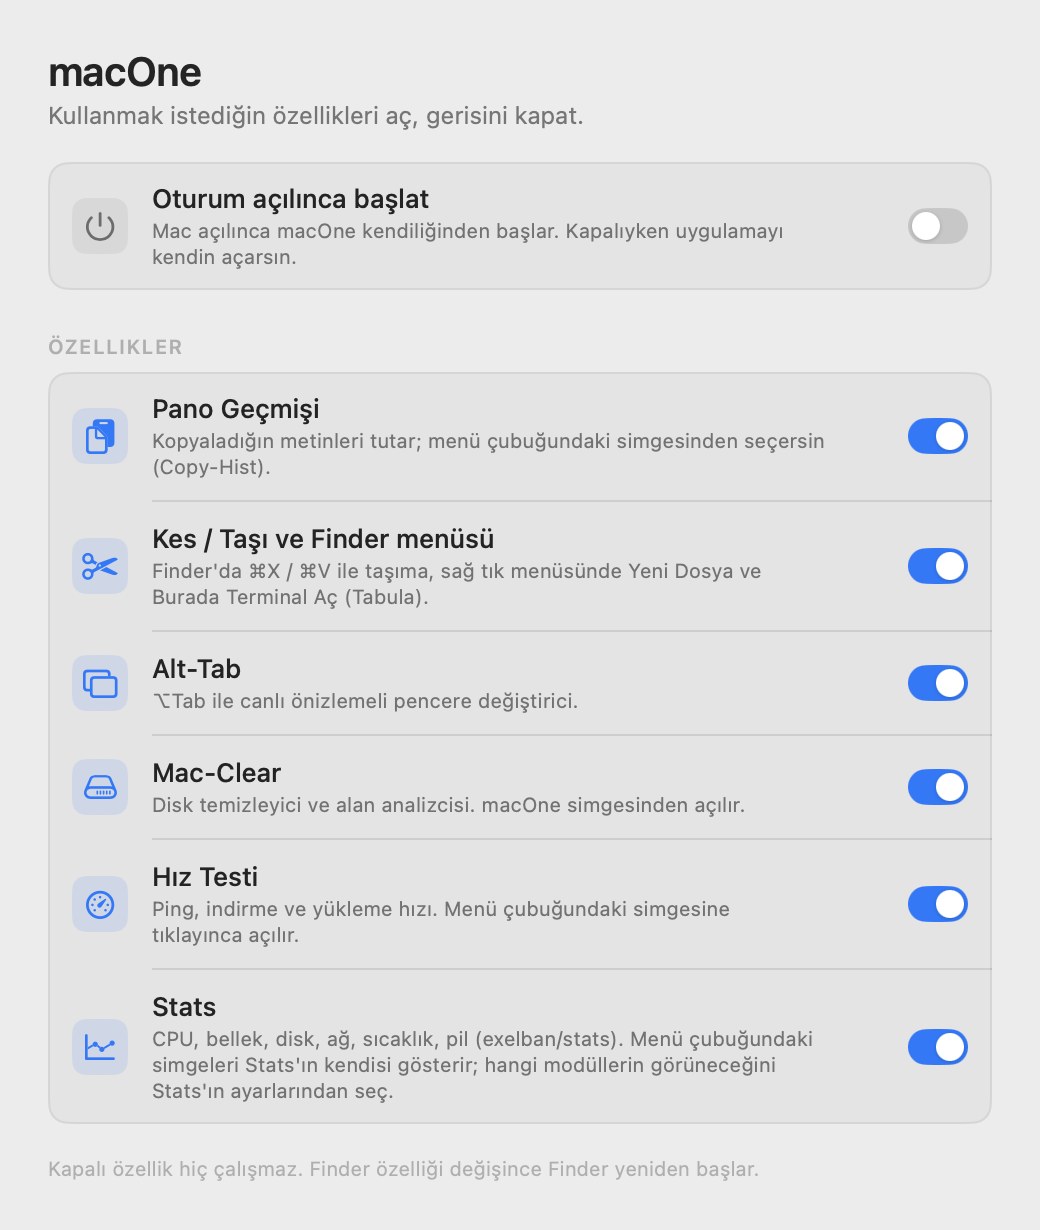 macOne
Kullanmak istediğin özellikleri aç, gerisini kapat.
Oturum açılınca başlat
Mac açılınca macOne kendiliğinden başlar. Kapalıyken uygulamayı
kendin açarsın.
ÖZELLIKLER
Pano Geçmişi
Kopyaladığın metinleri tutar; menü çubuğundaki simgesinden seçersin
(Copy-Hist).
Kes / Taşı ve Finder menüsü
Finder'da ⌘X / ⌘V ile taşıma, sağ tık menüsünde Yeni Dosya ve
Burada Terminal Aç (Tabula).
Alt-Tab
⌥Tab ile canlı önizlemeli pencere değiştirici.
Mac-Clear
Disk temizleyici ve alan analizcisi. macOne simgesinden açılır.
Hız Testi
Ping, indirme ve yükleme hızı. Menü çubuğundaki simgesine
tıklayınca açılır.
Stats
CPU, bellek, disk, ağ, sıcaklık, pil (exelban/stats). Menü çubuğundaki
simgeleri Stats'ın kendisi gösterir; hangi modüllerin görüneceğini
Stats'ın ayarlarından seç.
Kapalı özellik hiç çalışmaz. Finder özelliği değişince Finder yeniden başlar.